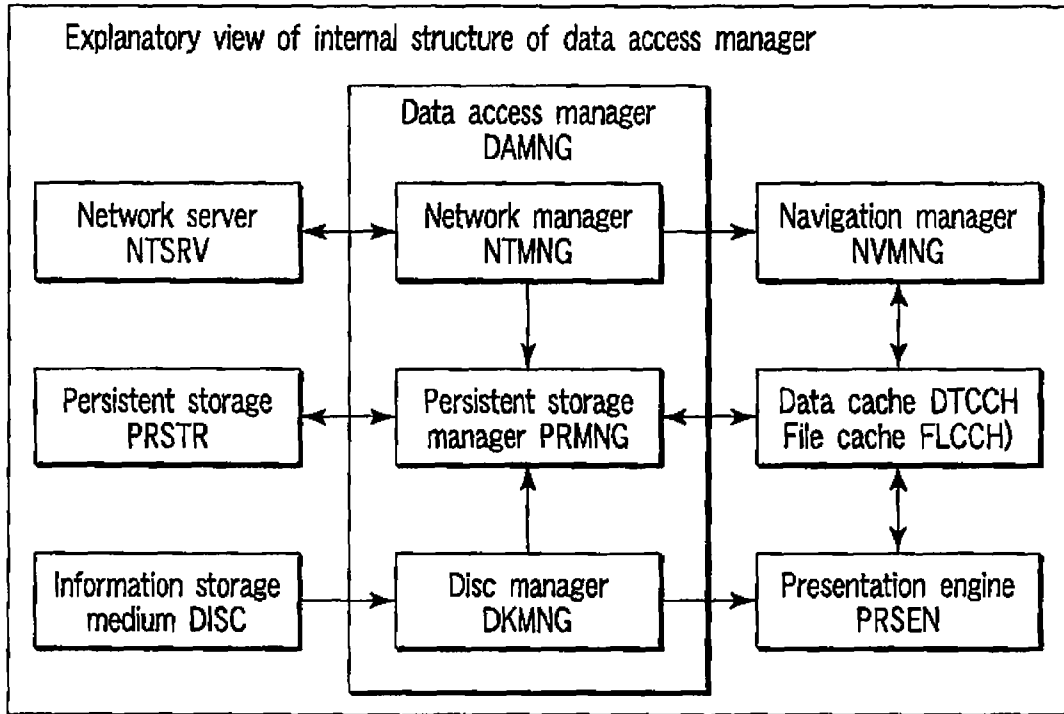 Explanatory view of internal structure of data access manager
Data access manager
DAMNG
Network server
NTSRV
Network manager
NTMNG
Navigation manager
NVMNG
Persistent storage
PRSTR
Persistent storage
manager PRMNG
Data cache DTCCH
File cache FLCCH)
Information storage
medium DISC
Disc manager
DKMNG
Presentation engine
PRSEN